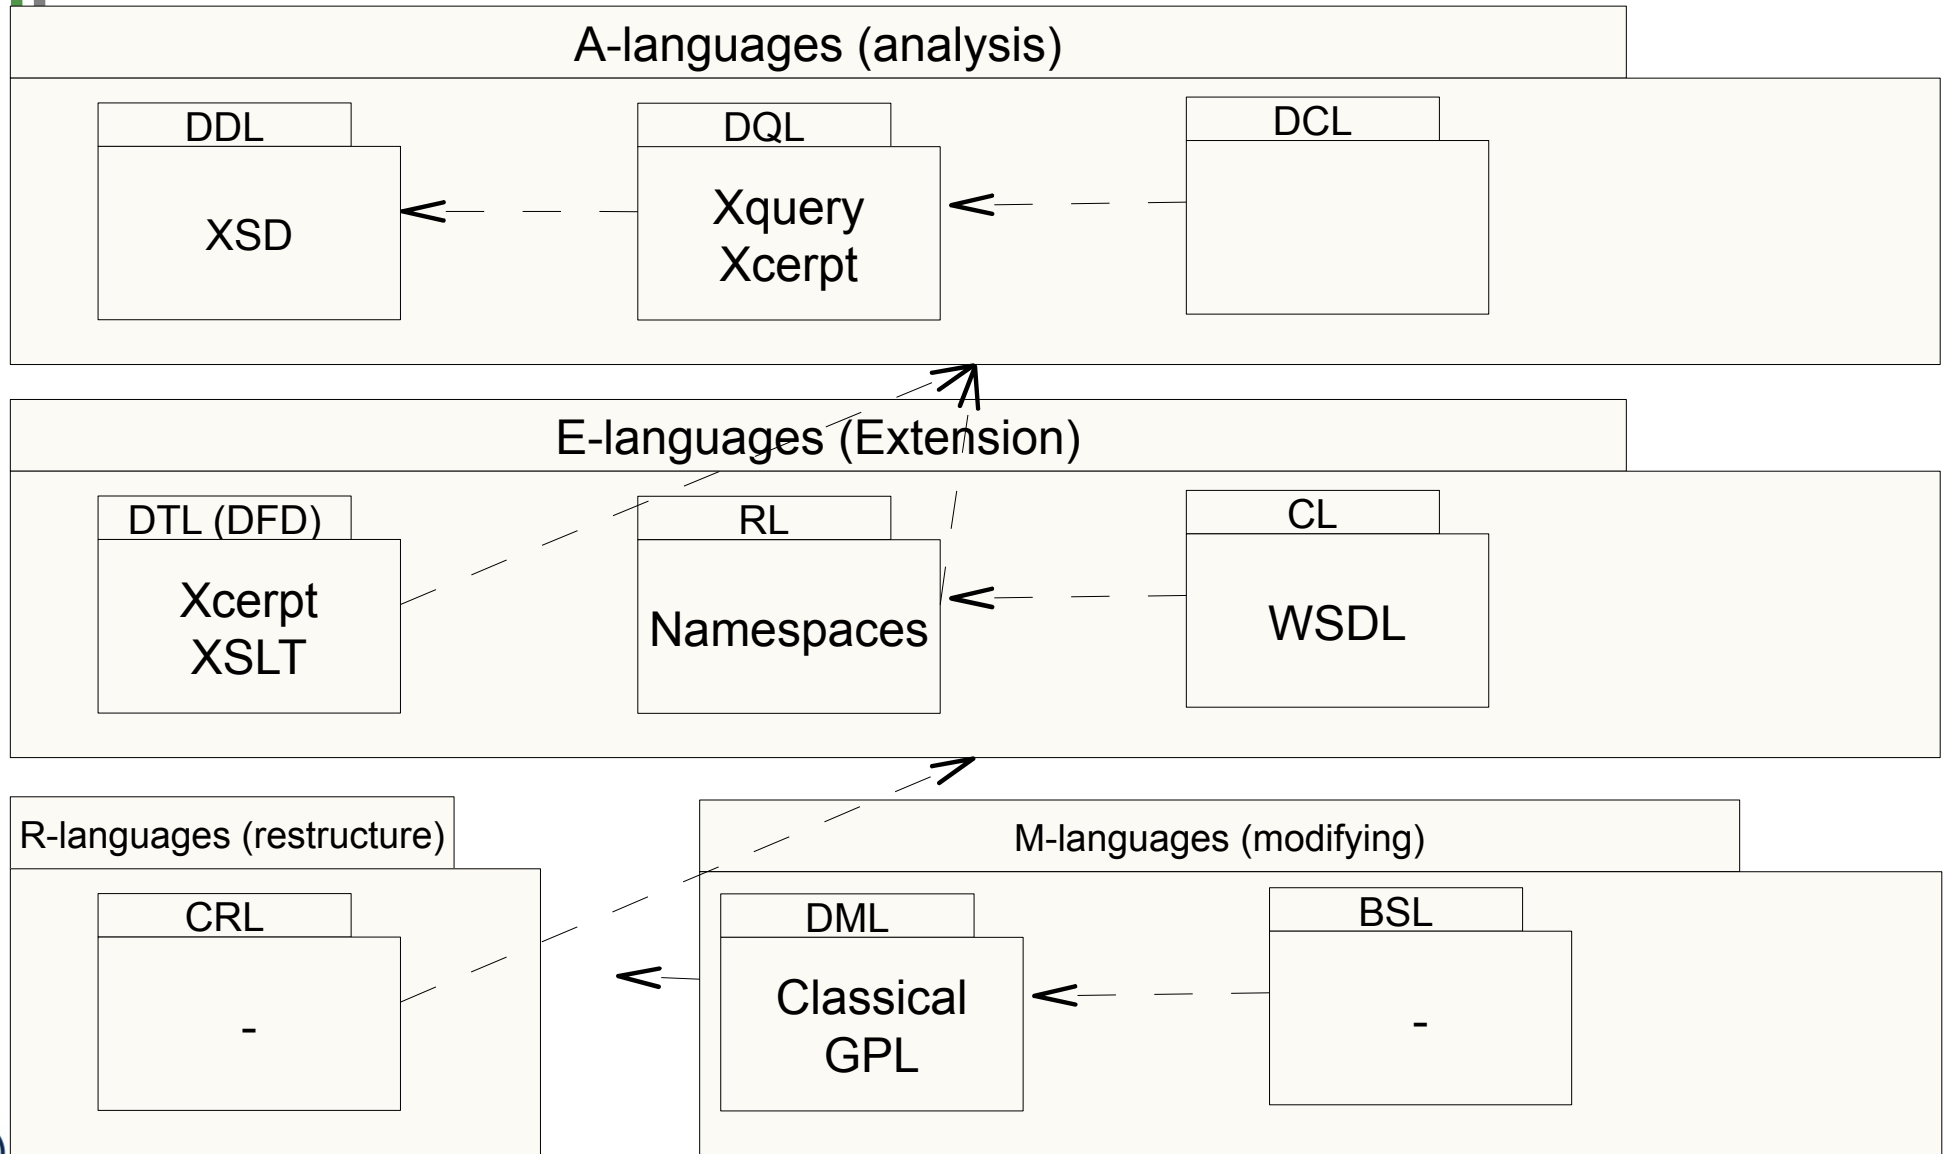 A-languages (analysis)
DDL
DQL
DCL
XSD
Xquery
Xcerpt
E-languages (Extension)
DTL (DFD)
RL
CL
Xcerpt
XSLT
Namespaces
WSDL
R-languages (restructure)
M-languages (modifying)
CRL
DML
BSL
-
Classical
GPL
-